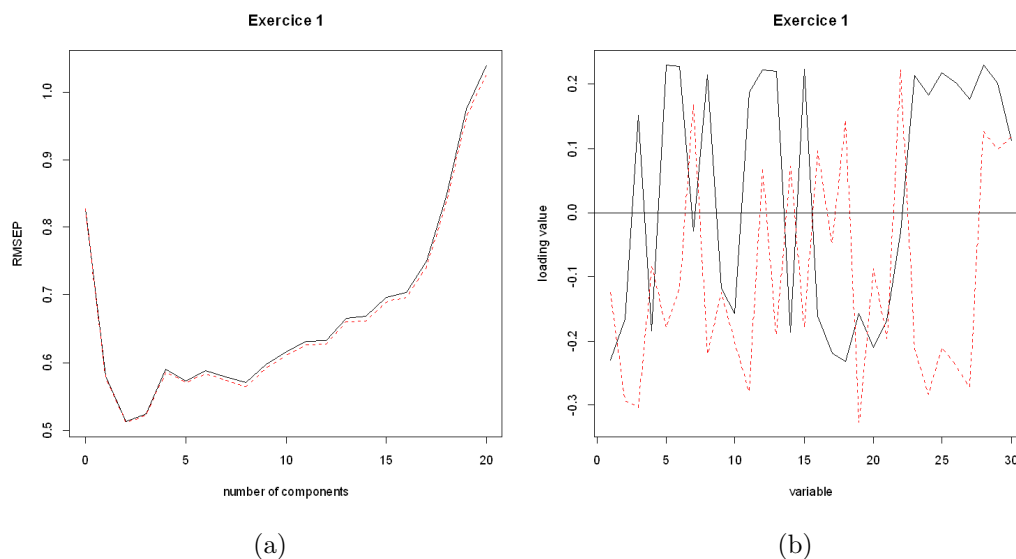 Exercice 1
RMSEP
1.0
0.9
0.8
0.7
0.6
0.5
0 5 10 15 20
number of components
(a)
Exercice 1
loading value
0.2
0.1
0.0
-0.1
-0.2
-0.3
0 5 10 15 20 25 30
variable
(b)